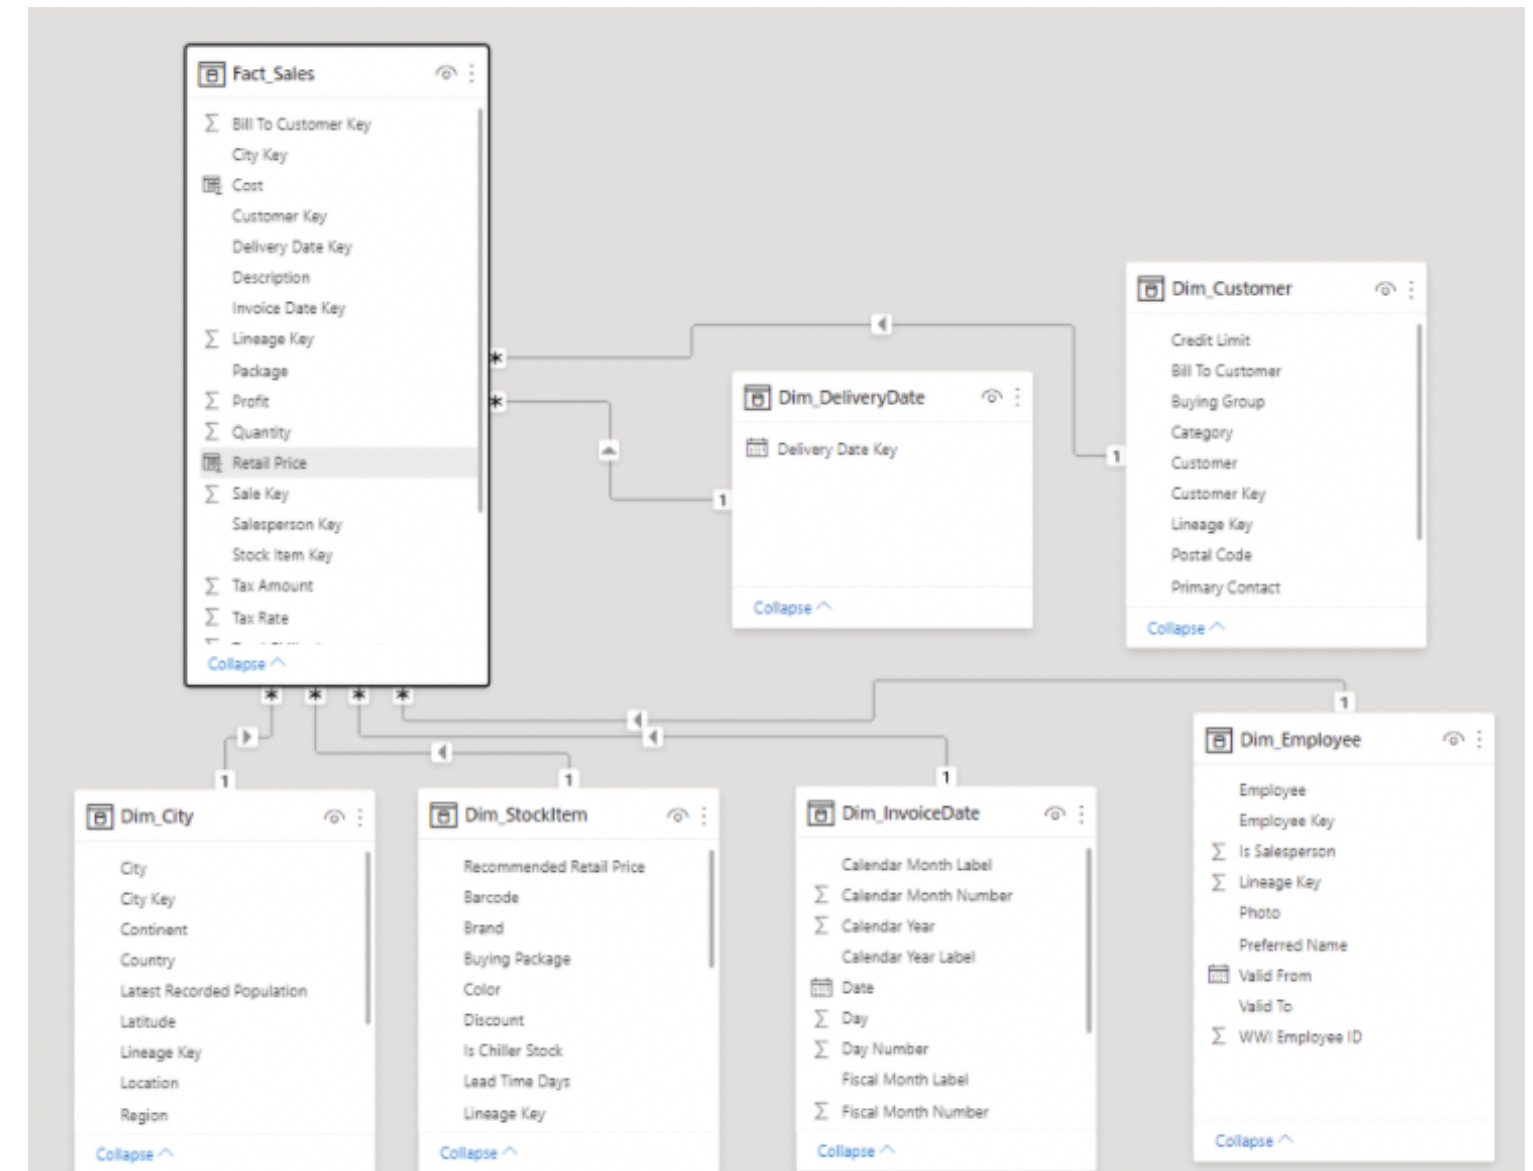 Fact_Sales
Bill To Customer Key
City Key
Cost
Customer Key
Delivery Date Key
Description
Invoice Date Key
Lineage Key
Package
Profit
Quantity
Retail Price
Sale Key
Salesperson Key
Stock Item Key
Tax Amount
Tax Rate
Collapse
*
*
*
*
*
*
Dim_DeliveryDate
Delivery Date Key
Collapse
1
Dim_Customer
Credit Limit
Bill To Customer
Buying Group
Category
Customer
Customer Key
Lineage Key
Postal Code
Primary Contact
Collapse
1
1
Dim_City
City
City Key
Continent
Country
Latest Recorded Population
Latitude
Lineage Key
Location
Region
Collapse
1
Dim_StockItem
Recommended Retail Price
Barcode
Brand
Buying Package
Color
Discount
Is Chiller Stock
Lead Time Days
Lineage Key
Collapse
1
Dim_InvoiceDate
Calendar Month Label
Calendar Month Number
Calendar Year
Calendar Year Label
Date
Day
Day Number
Fiscal Month Label
Fiscal Month Number
Collapse
1
Dim_Employee
Employee
Employee Key
Is Salesperson
Lineage Key
Photo
Preferred Name
Valid From
Valid To
WWI Employee ID
Collapse